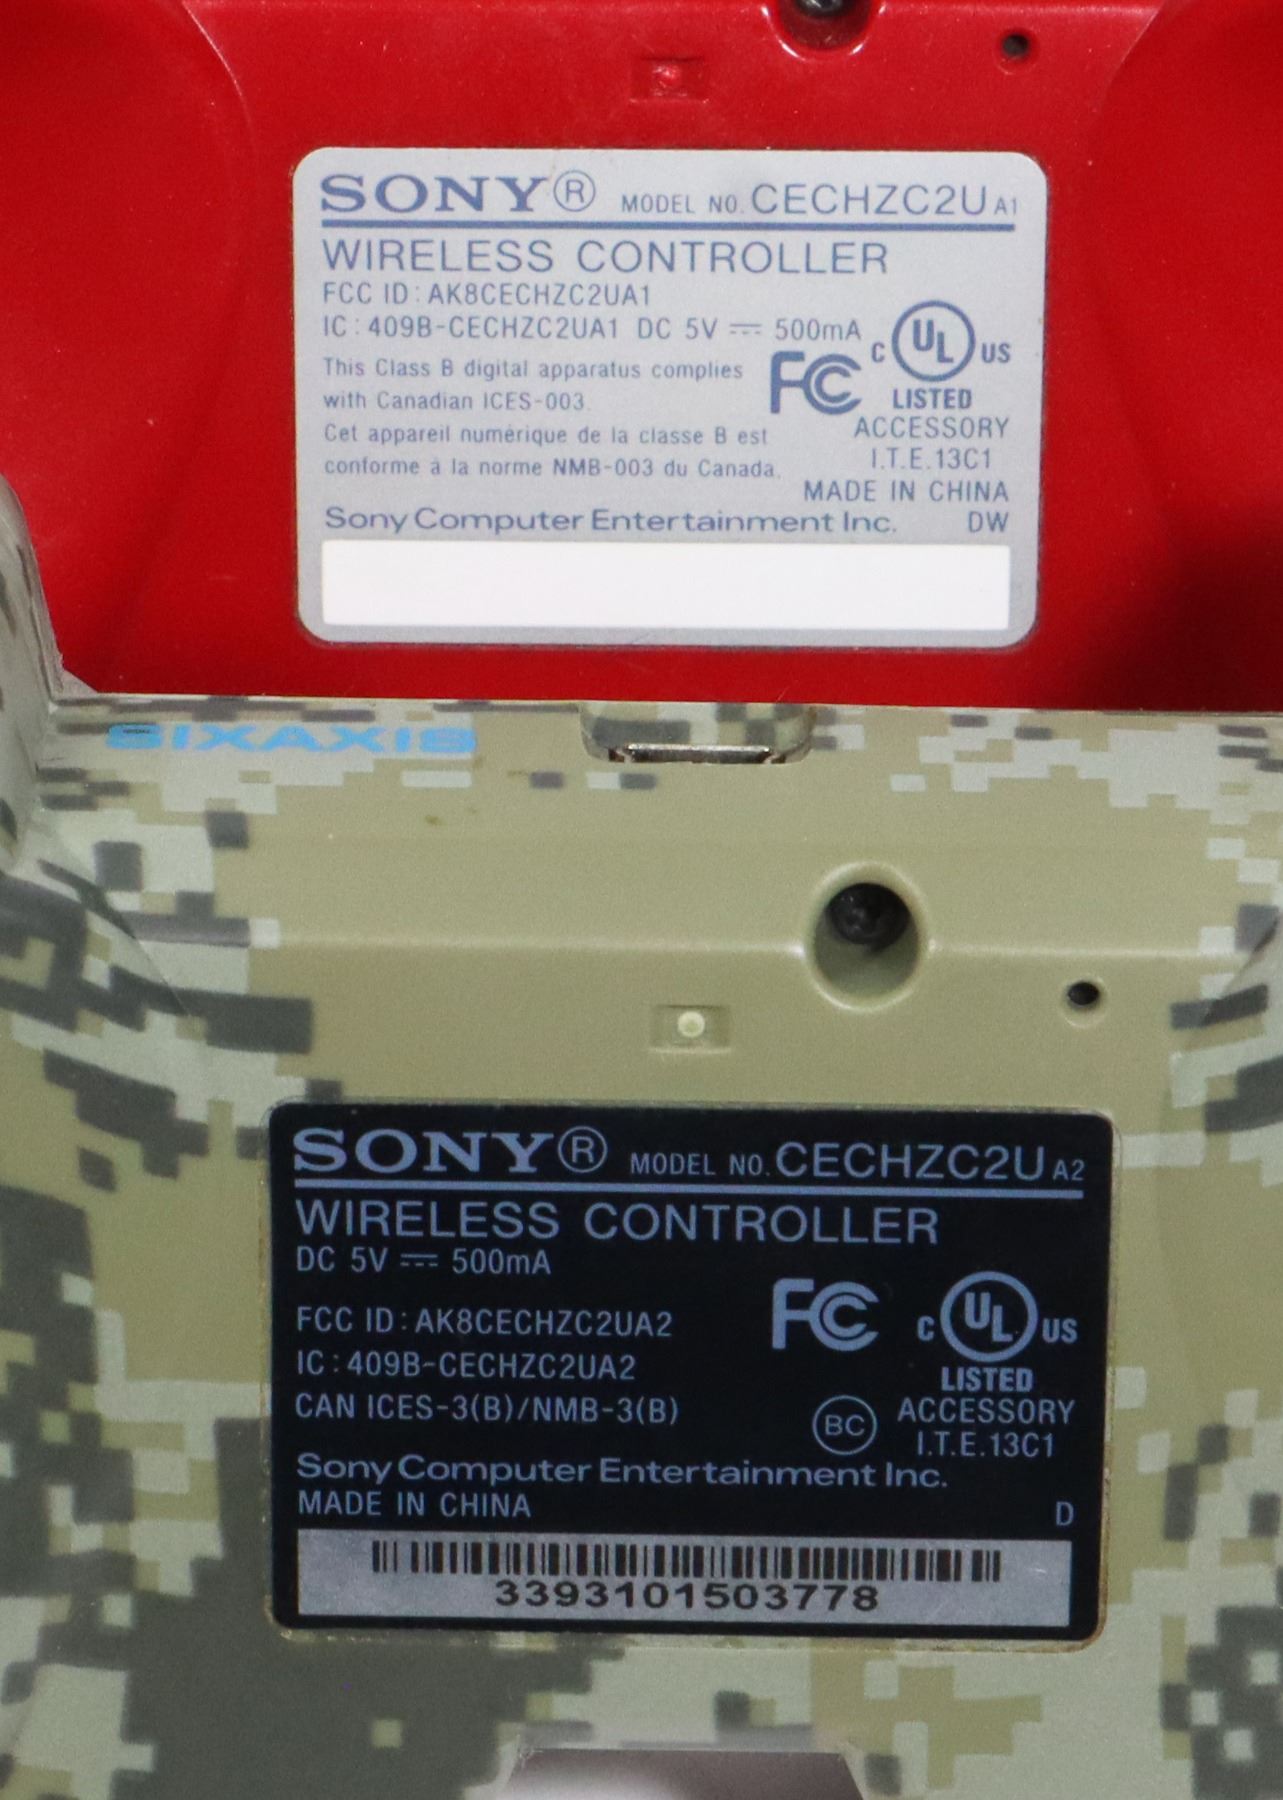 SONY® MODEL NO. CECHZC2U A1
WIRELESS CONTROLLER
FCC ID : AK8CECHZC2UA1
IC : 409B-CECHZC2UA1 DC 5V ⎓ 500mA
This Class B digital apparatus complies
with Canadian ICES-003.
Cet appareil numérique de la classe B est
conforme à la norme NMB-003 du Canada.
FC
C UL US
LISTED
ACCESSORY
I.T.E.13C1
MADE IN CHINA
Sony Computer Entertainment Inc. DW
SIXAXIS
SONY® MODEL NO. CECHZC2U A2
WIRELESS CONTROLLER
DC 5V ⎓ 500mA
FCC ID : AK8CECHZC2UA2
IC : 409B-CECHZC2UA2
CAN ICES-3(B)/NMB-3(B)
FC
C UL US
LISTED
BC
ACCESSORY
I.T.E.13C1
Sony Computer Entertainment Inc.
MADE IN CHINA D
3393101503778